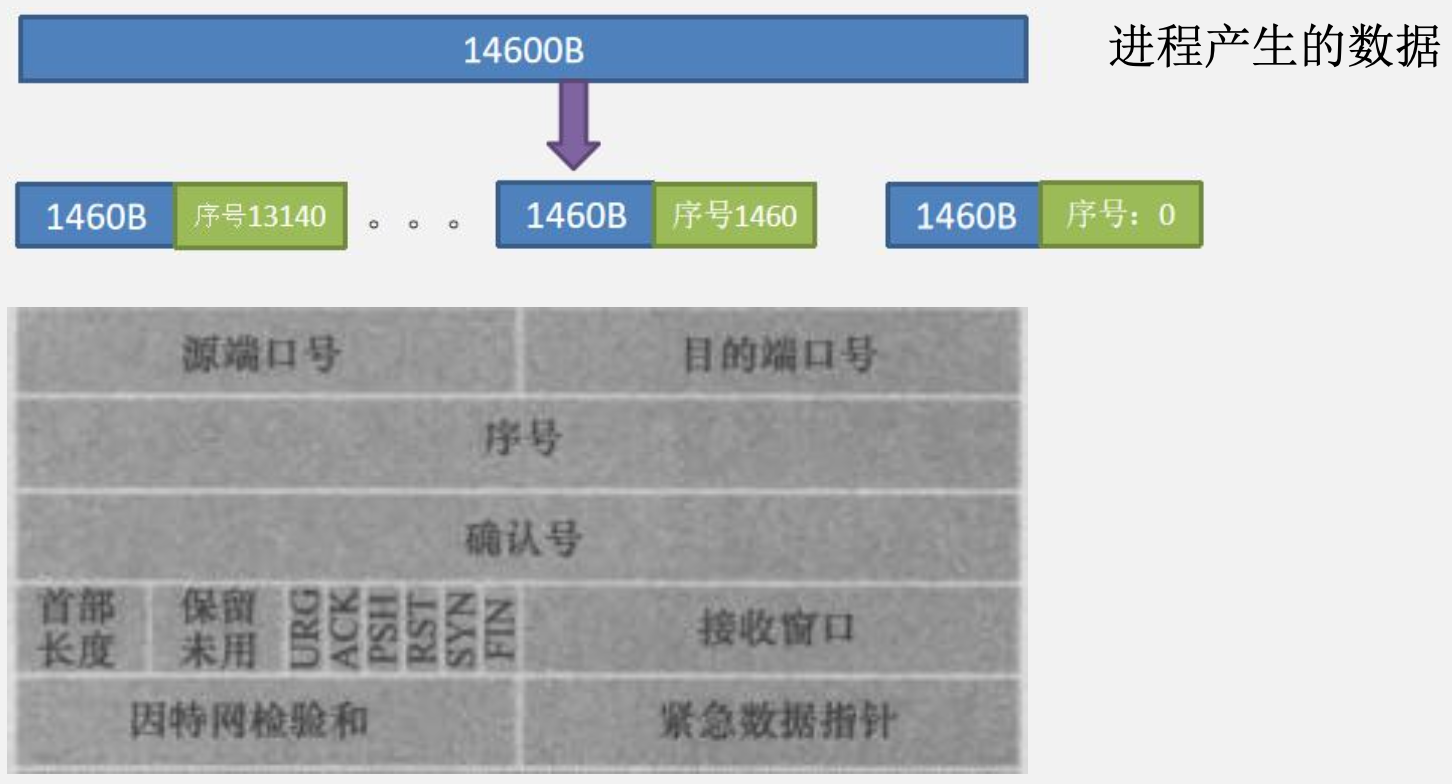 14600B
进程产生的数据
1460B 序号13140 。。。 1460B 序号1460 1460B 序号：0
源端口号 目的端口号
序号
确认号
首部长度 保留未用 URG ACK PSH RST SYN FIN 接收窗口
因特网检验和 紧急数据指针